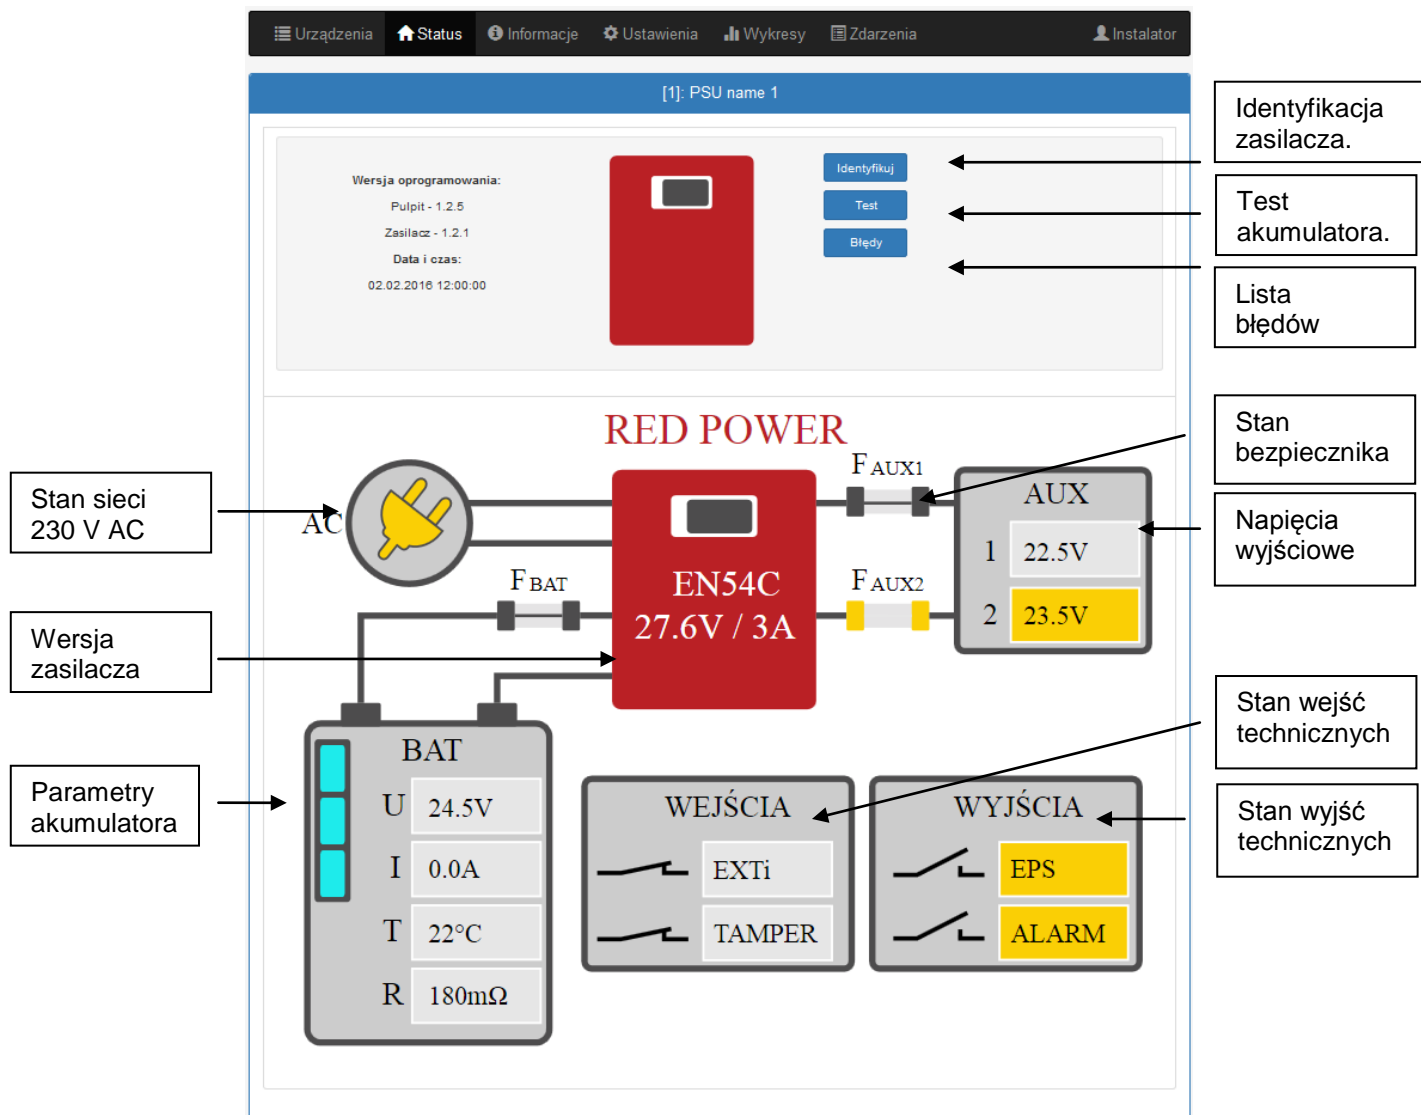 Urządzenia Status Informacje Ustawienia Wykresy Zdarzenia Instalator
[1]: PSU name 1
Wersja oprogramowania:
Pulpit - 1.2.5
Zasilacz - 1.2.1
Data i czas:
02.02.2016 12:00:00
Identyfikuj
Test
Błędy
Identyfikacja
zasilacza.
Test
akumulatora.
Lista
błędów
RED POWER
Stan
bezpiecznika
Stan sieci
230 V AC
AC
F AUX1
AUX
1 22.5V
Napięcia
wyjściowe
F BAT
EN54C
27.6V / 3A
F AUX2
2 23.5V
Wersja
zasilacza
Parametry
akumulatora
BAT
U 24.5V
I 0.0A
T 22°C
R 180mΩ
WEJŚCIA
EXTi
TAMPER
WYJŚCIA
EPS
ALARM
Stan wejść
technicznych
Stan wyjść
technicznych